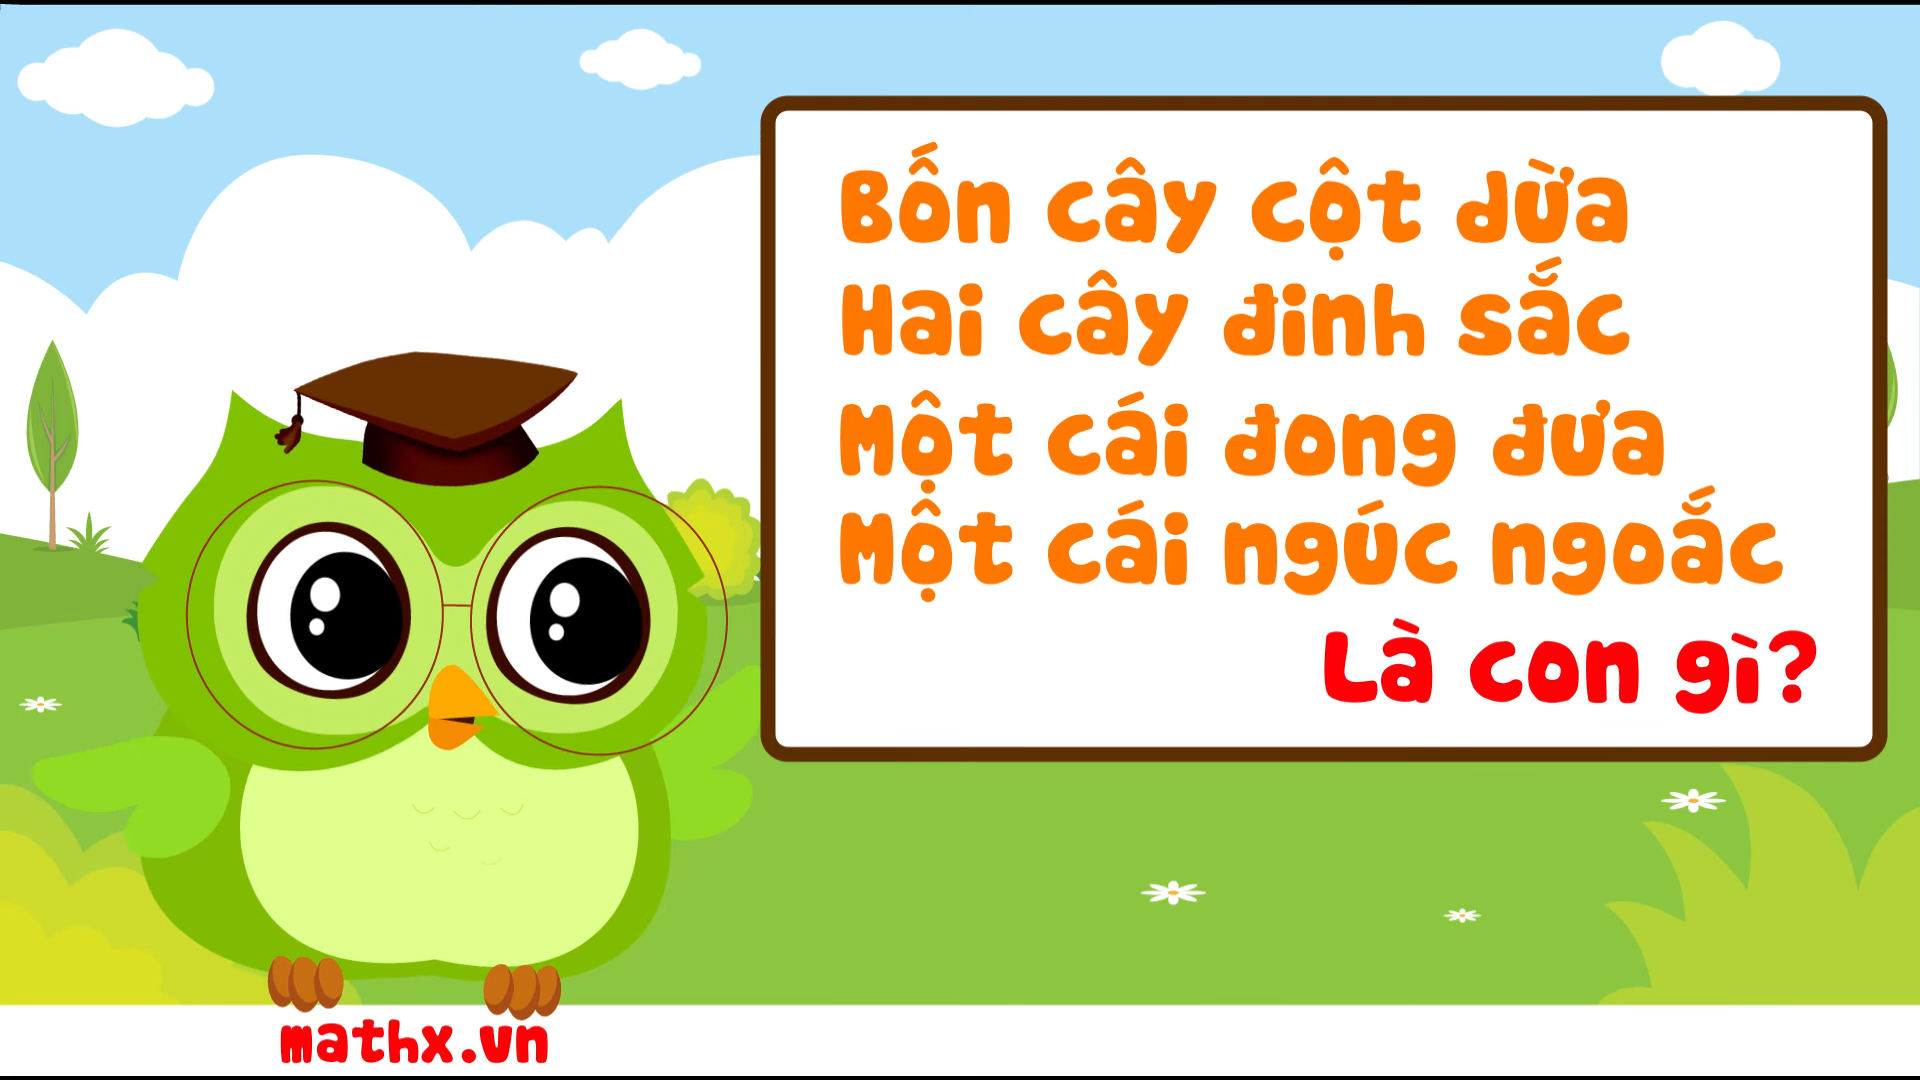 Bốn cây cột dừa
Hai cây đinh sắc
Một cái đong đưa
Một cái ngúc ngoắc
Là con gì?
mathx.vn